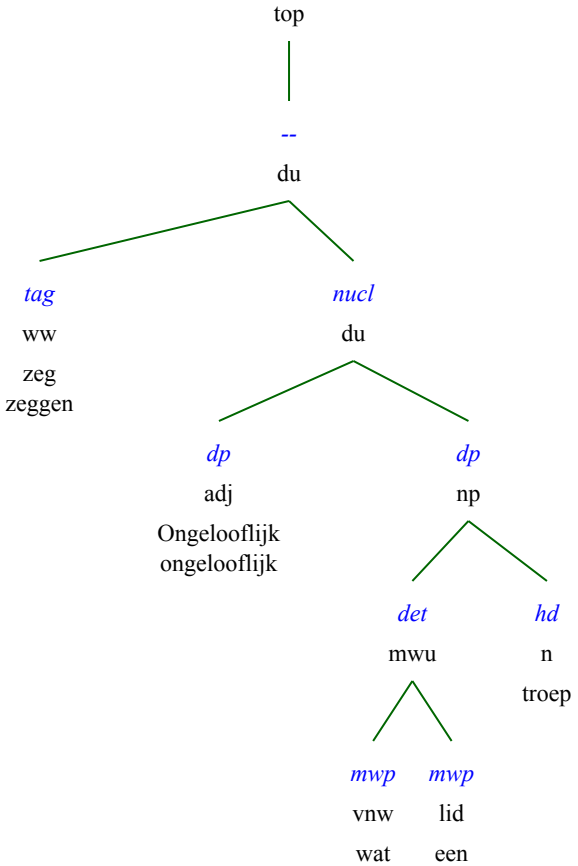 top
--
du
tag nucl
ww du
zeg
zeggen
dp dp
adj np
Ongelooflijk
ongelooflijk
det hd
mwu n
troep
mwp mwp
vnw lid
wat een